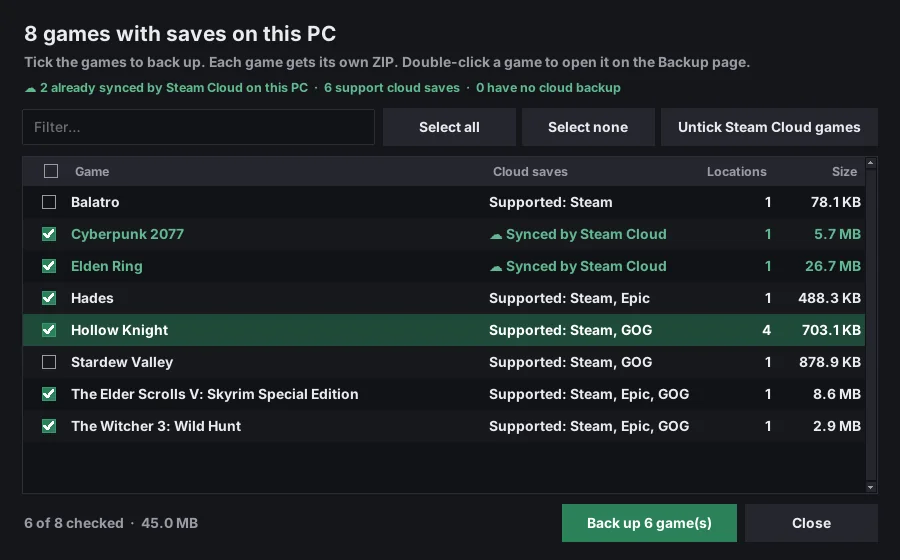 8 games with saves on this PC
Tick the games to back up. Each game gets its own ZIP. Double-click a game to open it on the Backup page.
☁ 2 already synced by Steam Cloud on this PC · 6 support cloud saves · 0 have no cloud backup
Filter... Select all Select none Untick Steam Cloud games
Game Cloud saves Locations Size
Balatro Supported: Steam 1 78.1 KB
Cyberpunk 2077 ☁ Synced by Steam Cloud 1 5.7 MB
Elden Ring ☁ Synced by Steam Cloud 1 26.7 MB
Hades Supported: Steam, Epic 1 488.3 KB
Hollow Knight Supported: Steam, GOG 4 703.1 KB
Stardew Valley Supported: Steam, GOG 1 878.9 KB
The Elder Scrolls V: Skyrim Special Edition Supported: Steam, Epic, GOG 1 8.6 MB
The Witcher 3: Wild Hunt Supported: Steam, Epic, GOG 1 2.9 MB
6 of 8 checked · 45.0 MB Back up 6 game(s) Close